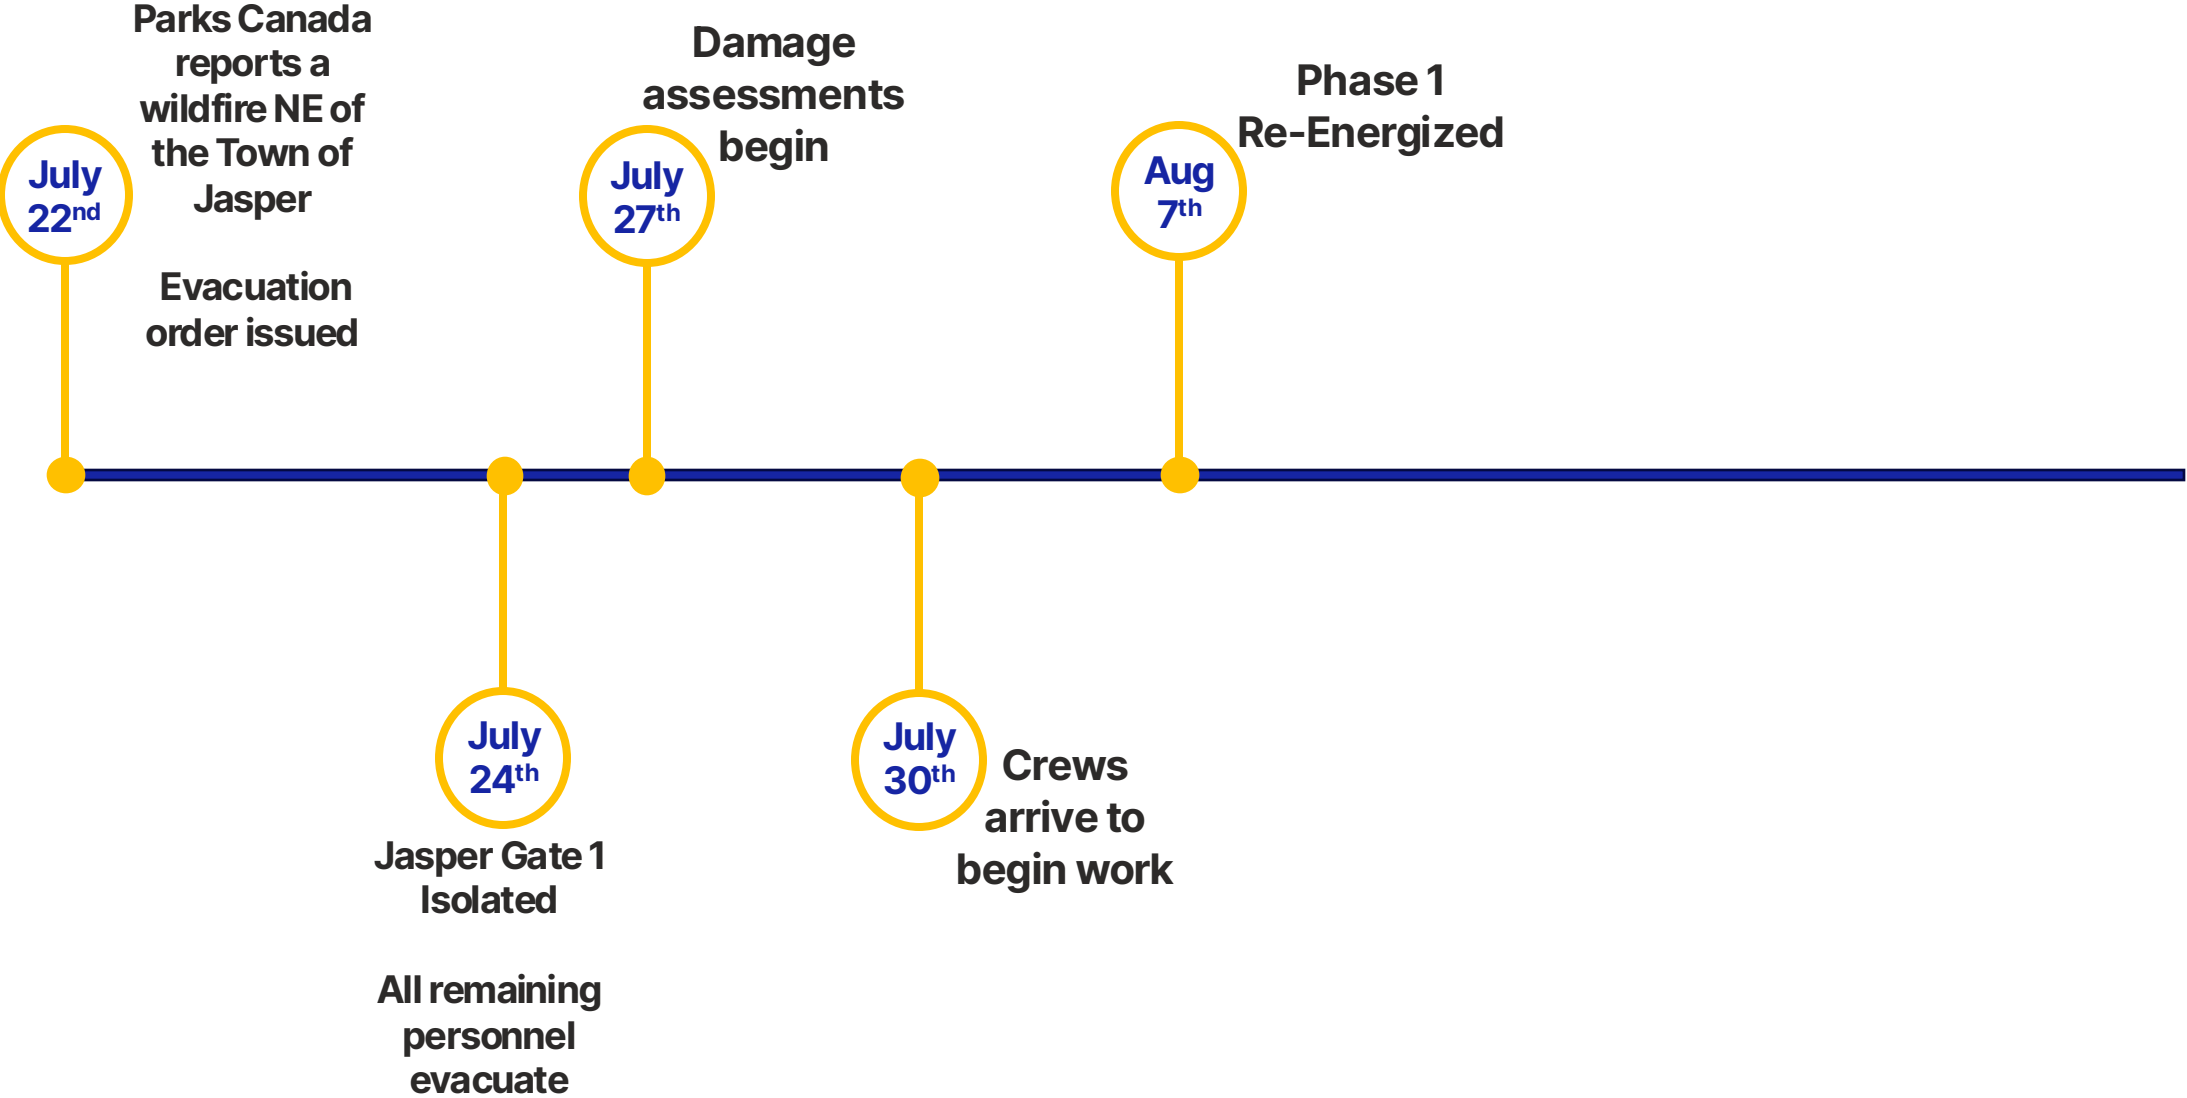 Parks Canada
reports a
wildfire NE of
the Town of
Jasper
Evacuation
order issued
July
22nd
Damage
assessments
begin
July
27th
Phase 1
Re-Energized
Aug
7th
July
24th
Jasper Gate 1
Isolated
All remaining
personnel
evacuate
July
30th
Crews
arrive to
begin work